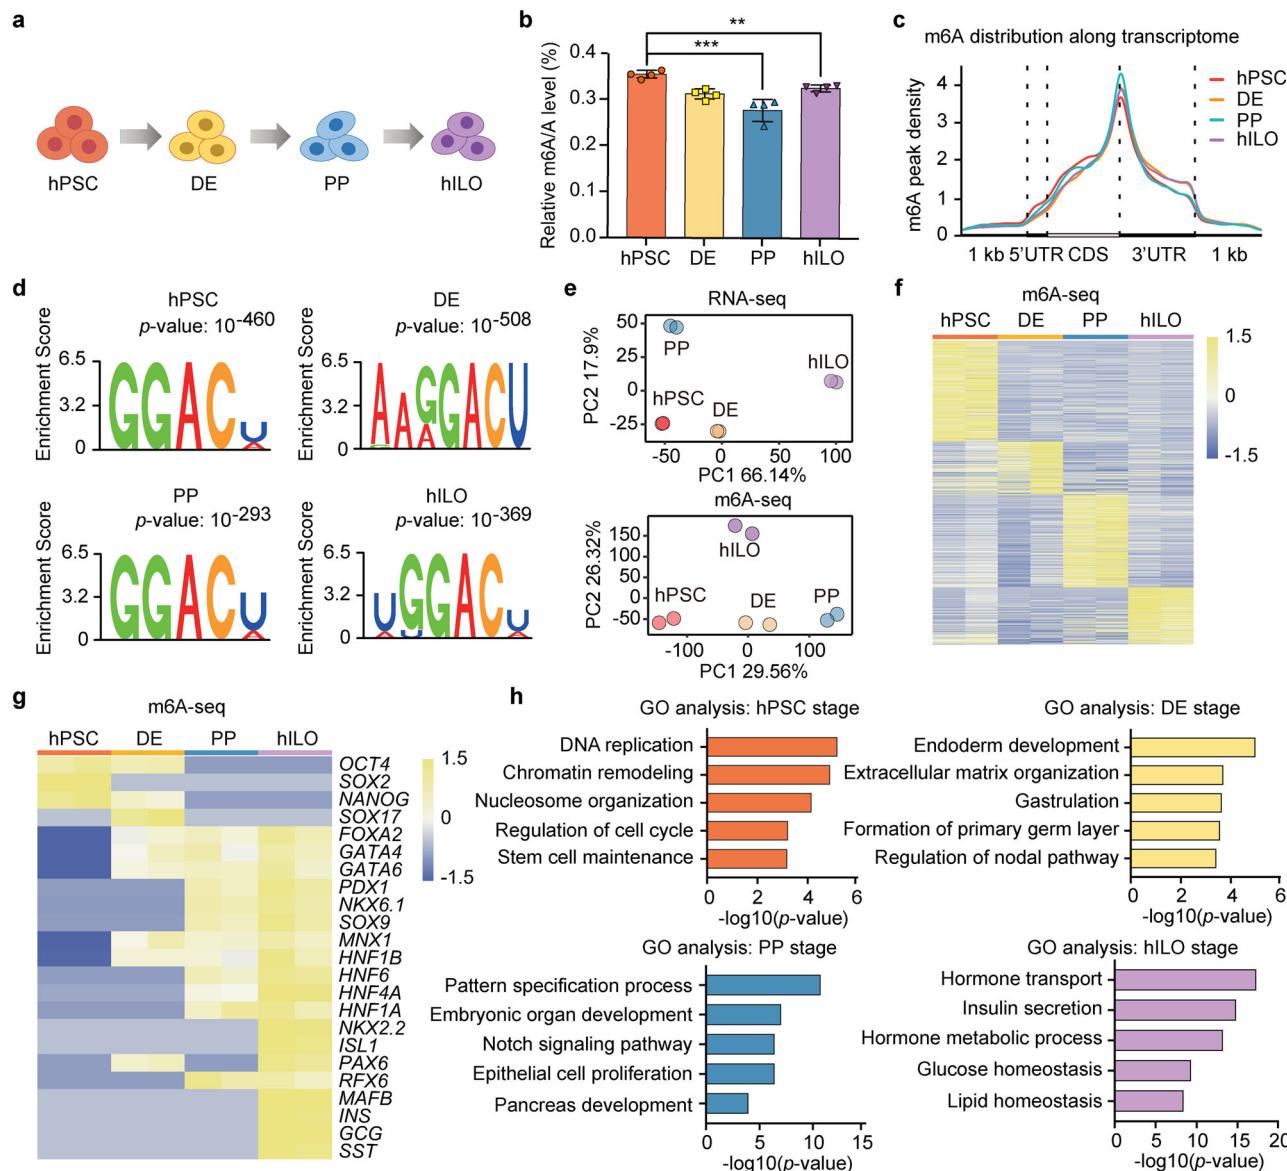 a
hPSC
DE
PP
hILO
b
**
***
Relative m6A/A level (%)
0.4
0.3
0.2
0.1
0.0
hPSC DE PP hILO
c
m6A distribution along transcriptome
m6A peak density
4
3
2
1
0
hPSC
DE
PP
hILO
1 kb 5'UTR CDS 3'UTR 1 kb
d
hPSC
p-value: 10-460
Enrichment Score
6.5
3.2
0
GGACU
DE
p-value: 10-508
Enrichment Score
6.5
3.2
0
AAGGACU
A
PP
p-value: 10-293
Enrichment Score
6.5
3.2
0
GGACU
hILO
p-value: 10-369
Enrichment Score
6.5
3.2
0
UGGACU
e
RNA-seq
PC2 17.9%
50
25
0
-25
PP
hILO
hPSC
DE
-50 0 50 100
PC1 66.14%
m6A-seq
PC2 26.32%
150
100
50
0
-50
hILO
hPSC
DE
PP
-100 0 100
PC1 29.56%
f
m6A-seq
hPSC DE PP hILO
1.5
0
-1.5
g
m6A-seq
hPSC DE PP hILO
OCT4
SOX2
NANOG
SOX17
FOXA2
GATA4
GATA6
PDX1
NKX6.1
SOX9
MNX1
HNF1B
HNF6
HNF4A
HNF1A
NKX2.2
ISL1
PAX6
RFX6
MAFB
INS
GCG
SST
1.5
0
-1.5
h
GO analysis: hPSC stage
DNA replication
Chromatin remodeling
Nucleosome organization
Regulation of cell cycle
Stem cell maintenance
0 2 4 6
-log10(p-value)
GO analysis: DE stage
Endoderm development
Extracellular matrix organization
Gastrulation
Formation of primary germ layer
Regulation of nodal pathway
0 2 4 6
-log10(p-value)
GO analysis: PP stage
Pattern specification process
Embryonic organ development
Notch signaling pathway
Epithelial cell proliferation
Pancreas development
0 5 10 15
-log10(p-value)
GO analysis: hILO stage
Hormone transport
Insulin secretion
Hormone metabolic process
Glucose homeostasis
Lipid homeostasis
0 5 10 15 20
-log10(p-value)